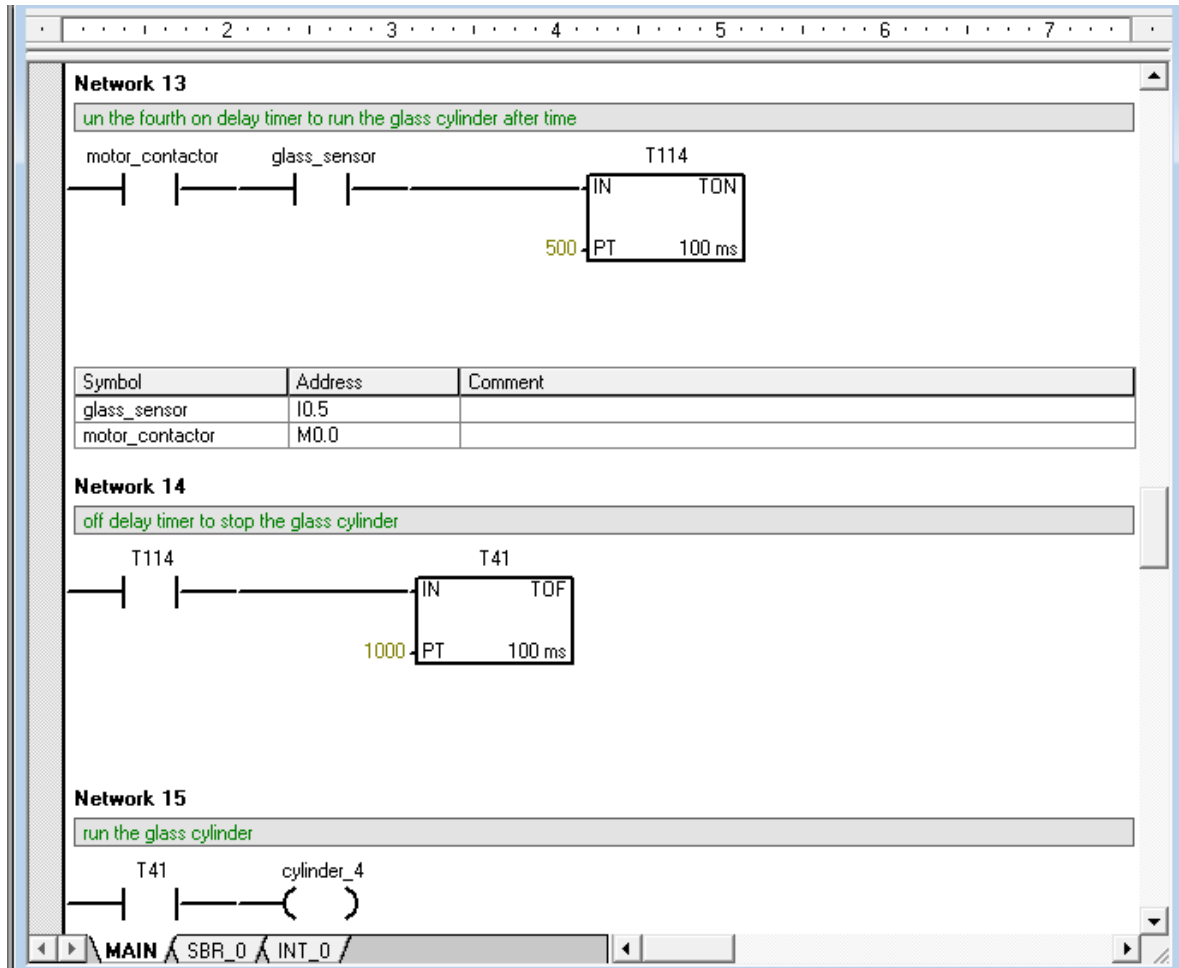 2 3 4 5 6 7
Network 13
un the fourth on delay timer to run the glass cylinder after time
motor_contactor glass_sensor T114
IN TON
500 PT 100 ms
Symbol Address Comment
glass_sensor I0.5
motor_contactor M0.0
Network 14
off delay timer to stop the glass cylinder
T114 T41
IN TOF
1000 PT 100 ms
Network 15
run the glass cylinder
T41 cylinder_4
MAIN SBR_0 INT_0